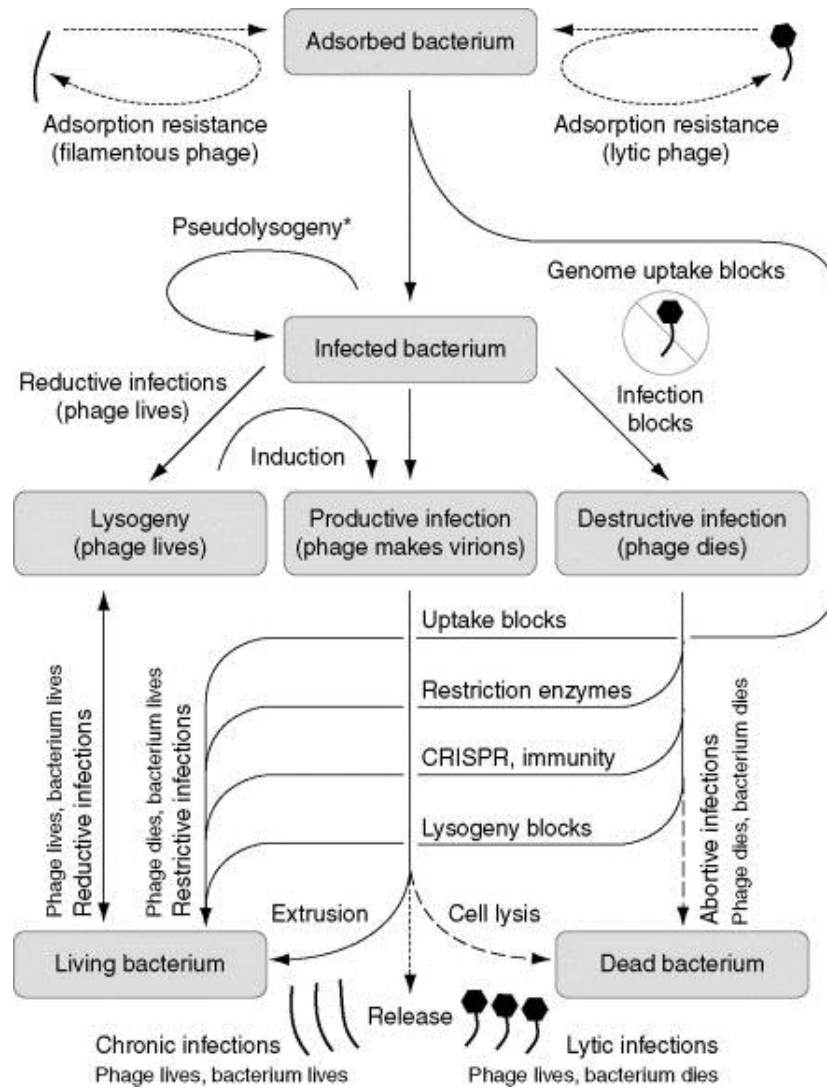 Adsorbed bacterium
Adsorption resistance
(filamentous phage)
Adsorption resistance
(lytic phage)
Pseudolysogeny*
Genome uptake blocks
Infected bacterium
Reductive infections
(phage lives)
Infection
blocks
Induction
Lysogeny
(phage lives)
Productive infection
(phage makes virions)
Destructive infection
(phage dies)
Uptake blocks
Restriction enzymes
CRISPR, immunity
Lysogeny blocks
Phage lives, bacterium lives
Reductive infections
Phage dies, bacterium lives
Restrictive infections
Abortive infections
Phage dies, bacterium dies
Extrusion
Cell lysis
Living bacterium
Dead bacterium
Release
Chronic infections
Phage lives, bacterium lives
Lytic infections
Phage lives, bacterium dies